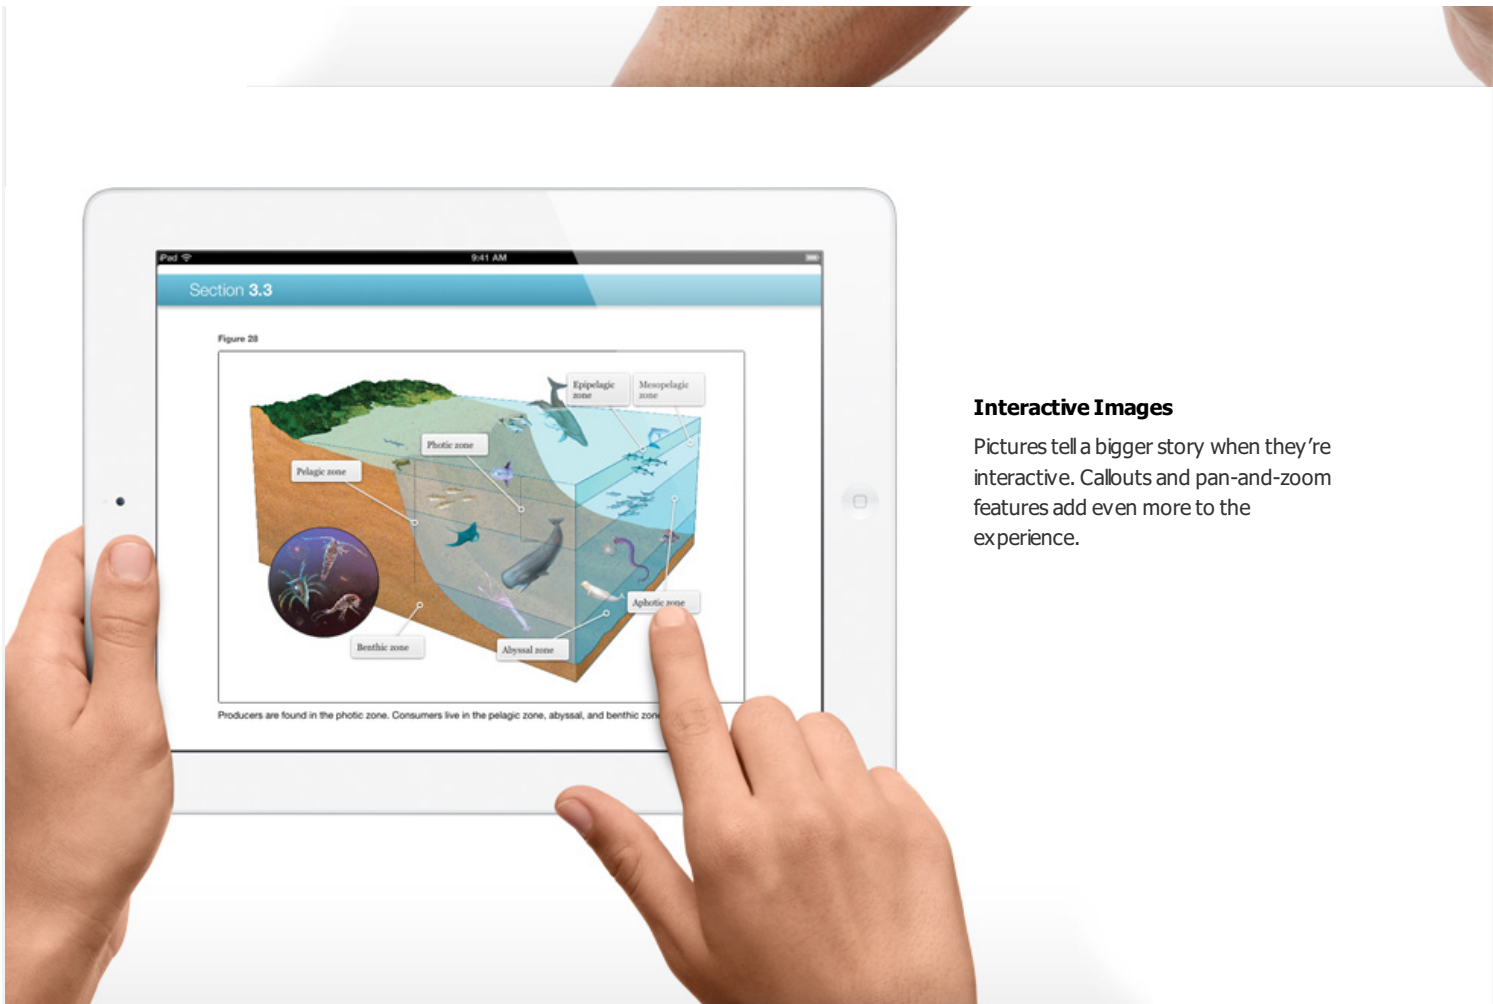 iPad 9:41 AM
Section 3.3
Figure 28
Epipelagic
zone
Mesopelagic
zone
Photic zone
Pelagic zone
Aphotic zone
Benthic zone
Abyssal zone
Producers are found in the photic zone. Consumers live in the pelagic zone, abyssal, and benthic
Interactive Images
Pictures tell a bigger story when they're
interactive. Callouts and pan-and-zoom
features add even more to the
experience.